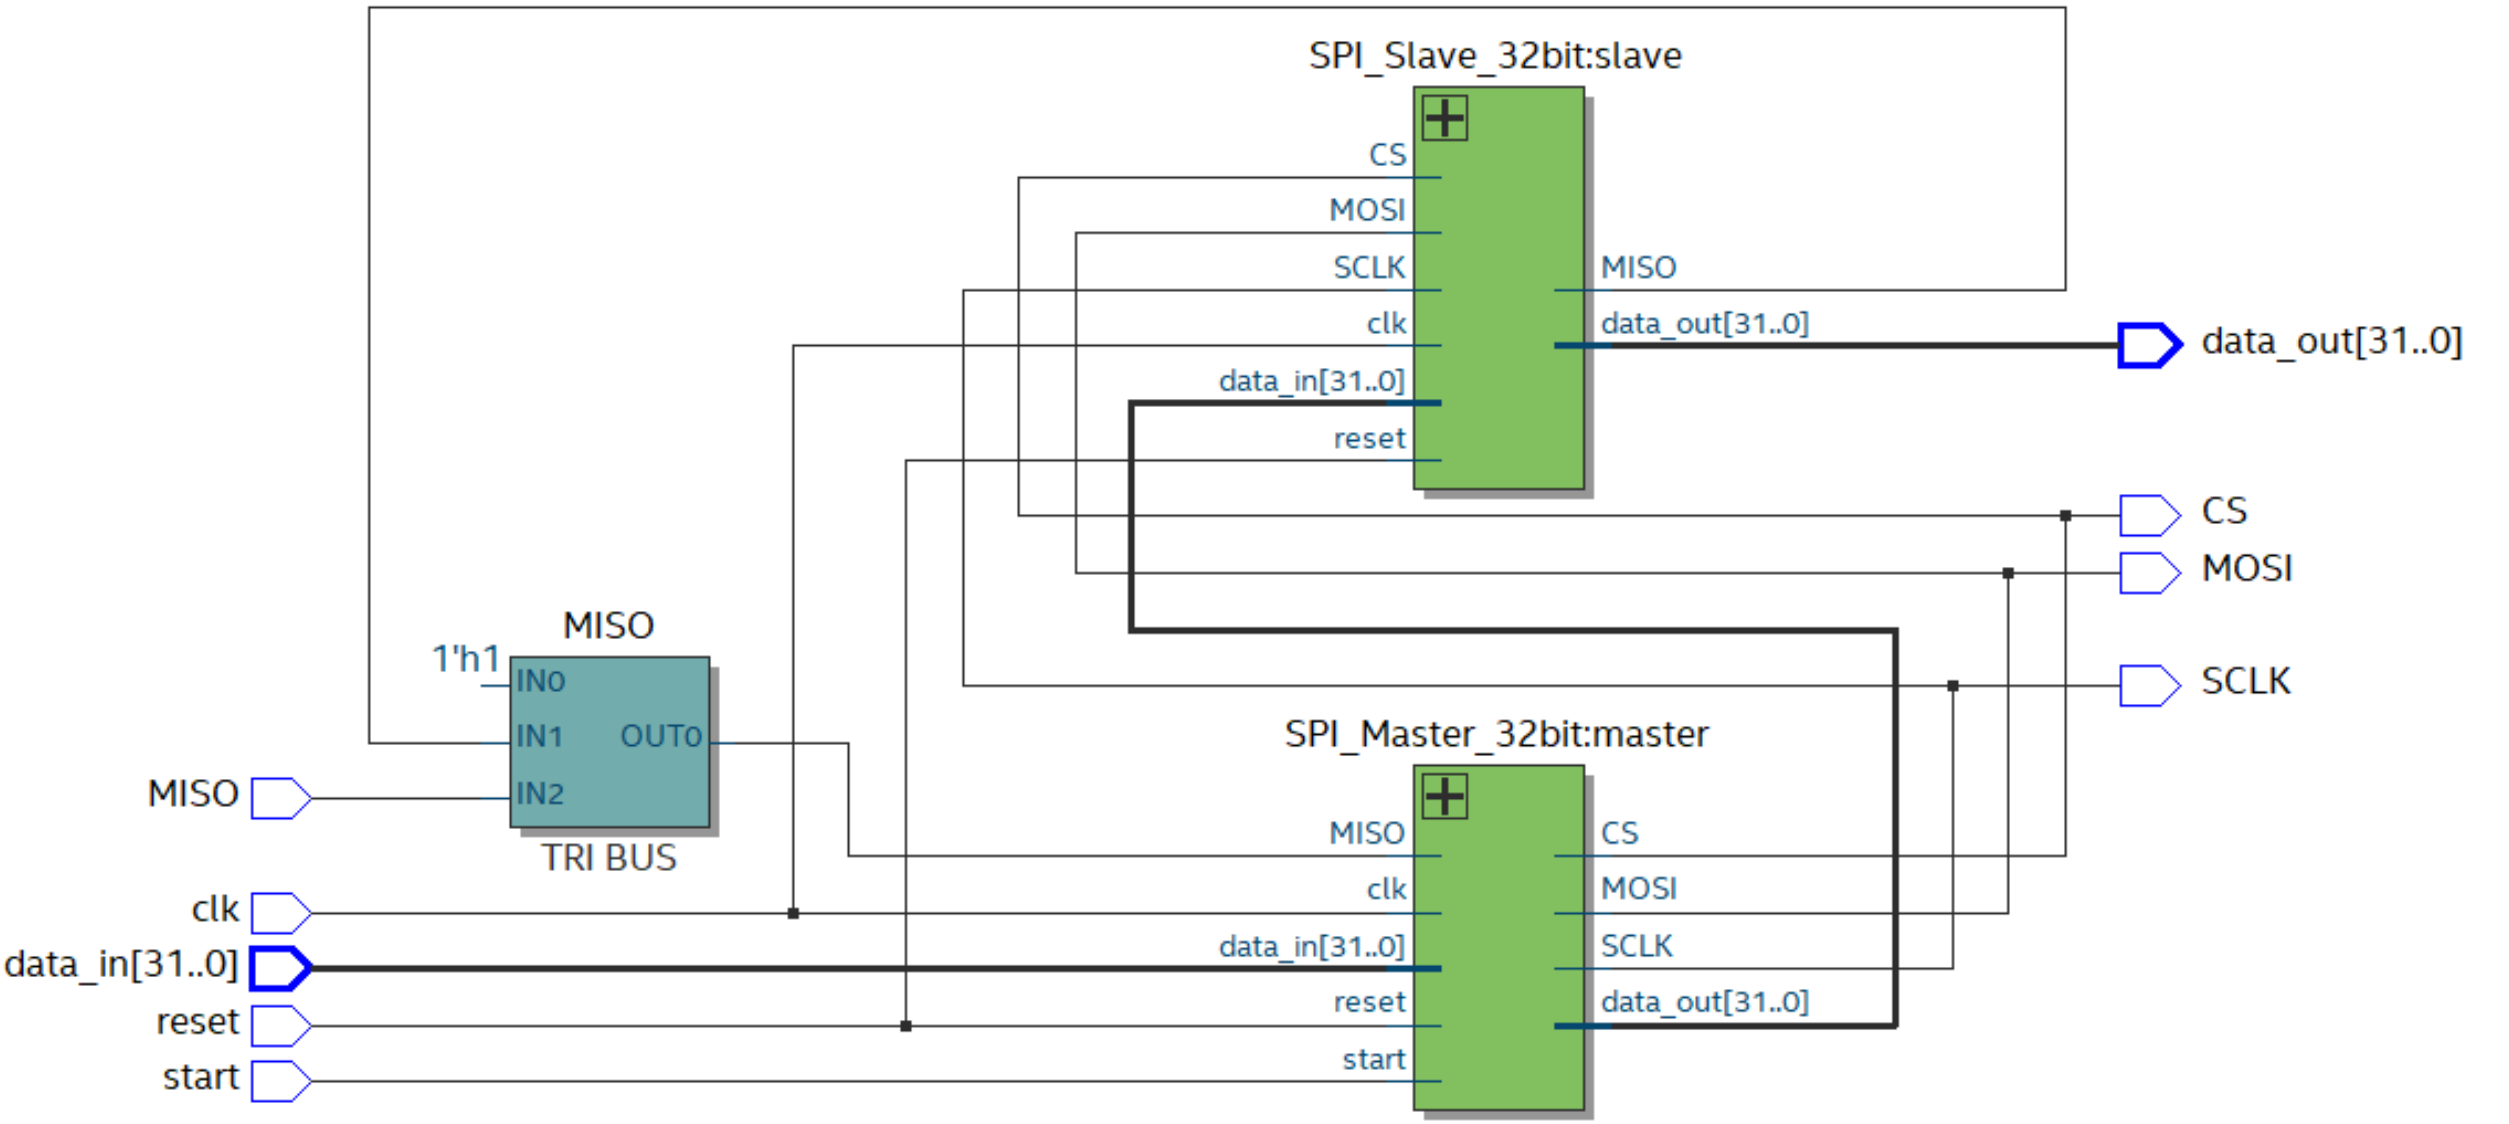 SPI_Slave_32bit:slave
CS
MOSI
SCLK
clk
data_in[31..0]
reset
MISO
data_out[31..0]
data_out[31..0]
CS
MOSI
SCLK
MISO
1'h1
IN0
IN1
IN2
OUT0
TRI BUS
MISO
clk
data_in[31..0]
reset
start
SPI_Master_32bit:master
MISO
clk
data_in[31..0]
reset
start
CS
MOSI
SCLK
data_out[31..0]